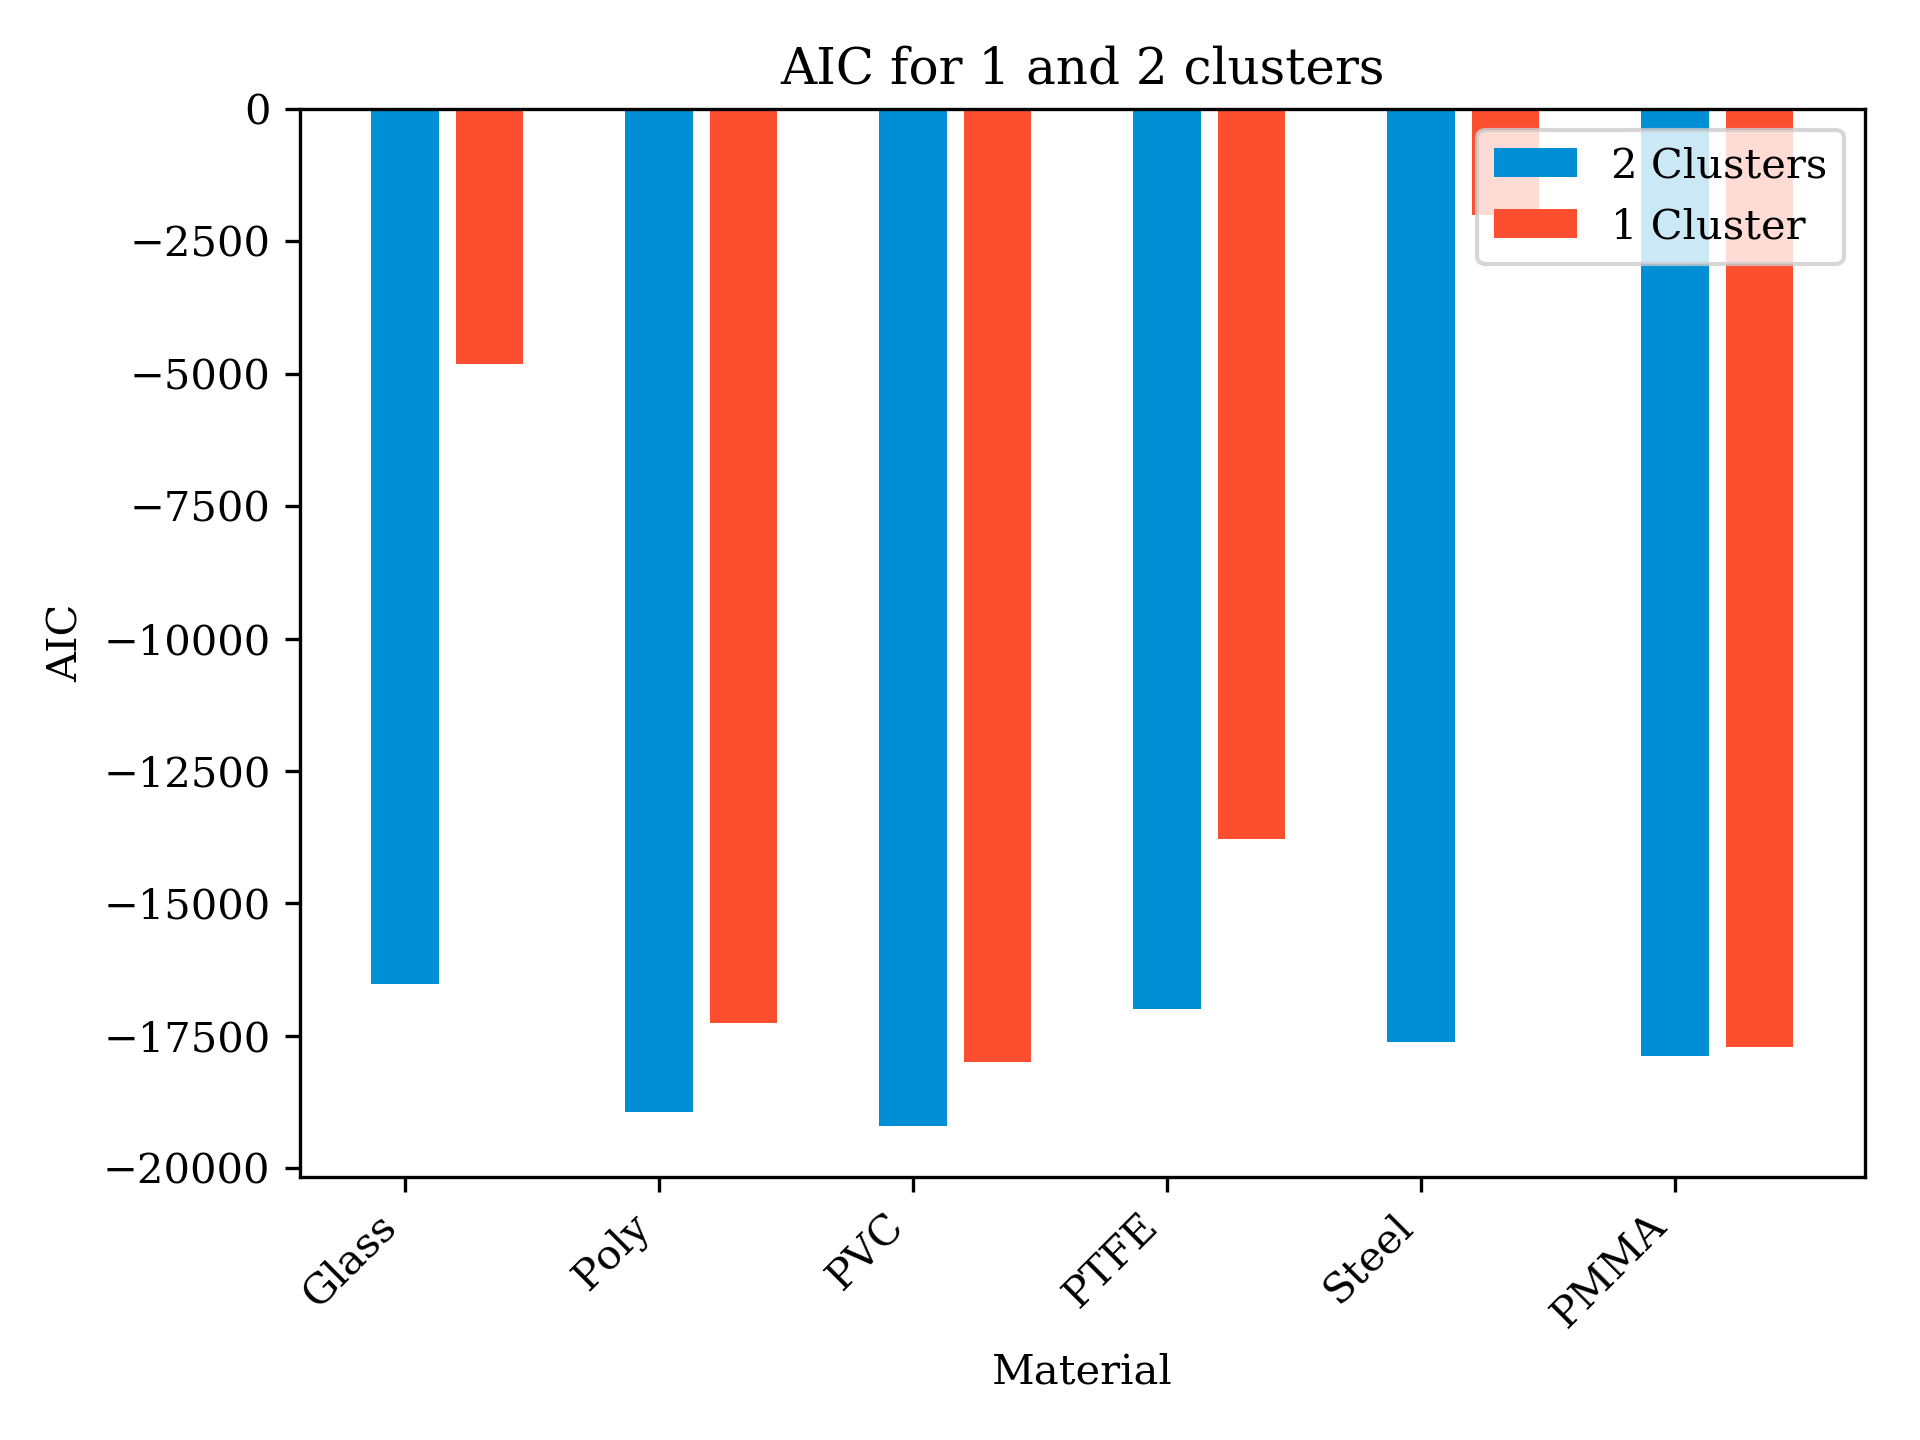 AIC for 1 and 2 clusters
2 Clusters
1 Cluster
0
−2500
−5000
−7500
−10000
−12500
−15000
−17500
−20000
AIC
Glass
Poly
PVC
PTFE
Steel
PMMA
Material